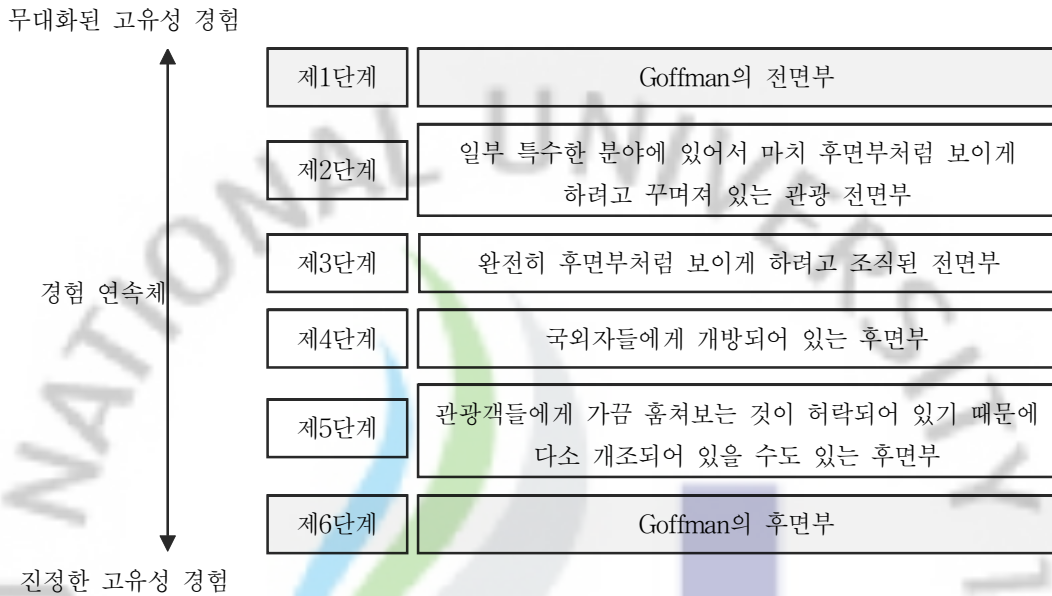 무대화된 고유성 경험
제1단계 Goffman의 전면부
제2단계 일부 특수한 분야에 있어서 마치 후면부처럼 보이게
하려고 꾸며져 있는 관광 전면부
제3단계 완전히 후면부처럼 보이게 하려고 조직된 전면부
경험 연속체
제4단계 국외자들에게 개방되어 있는 후면부
제5단계 관광객들에게 가끔 훔쳐보는 것이 허락되어 있기 때문에
다소 개조되어 있을 수도 있는 후면부
제6단계 Goffman의 후면부
진정한 고유성 경험
NATIONAL UNIVERSITY